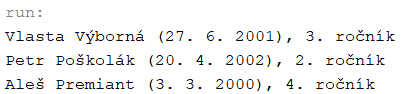 run:
Vlasta Výborná (27. 6. 2001), 3. ročník
Petr Poškolák (20. 4. 2002), 2. ročník
Aleš Premiant (3. 3. 2000), 4. ročník